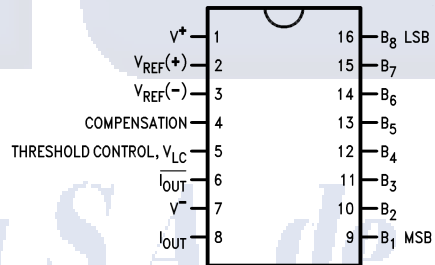 V+ 1 16 B8 LSB
VREF(+) 2 15 B7
VREF(−) 3 14 B6
COMPENSATION 4 13 B5
THRESHOLD CONTROL, VLC 5 12 B4
IOUT 6 11 B3
V− 7 10 B2
IOUT 8 9 B1 MSB